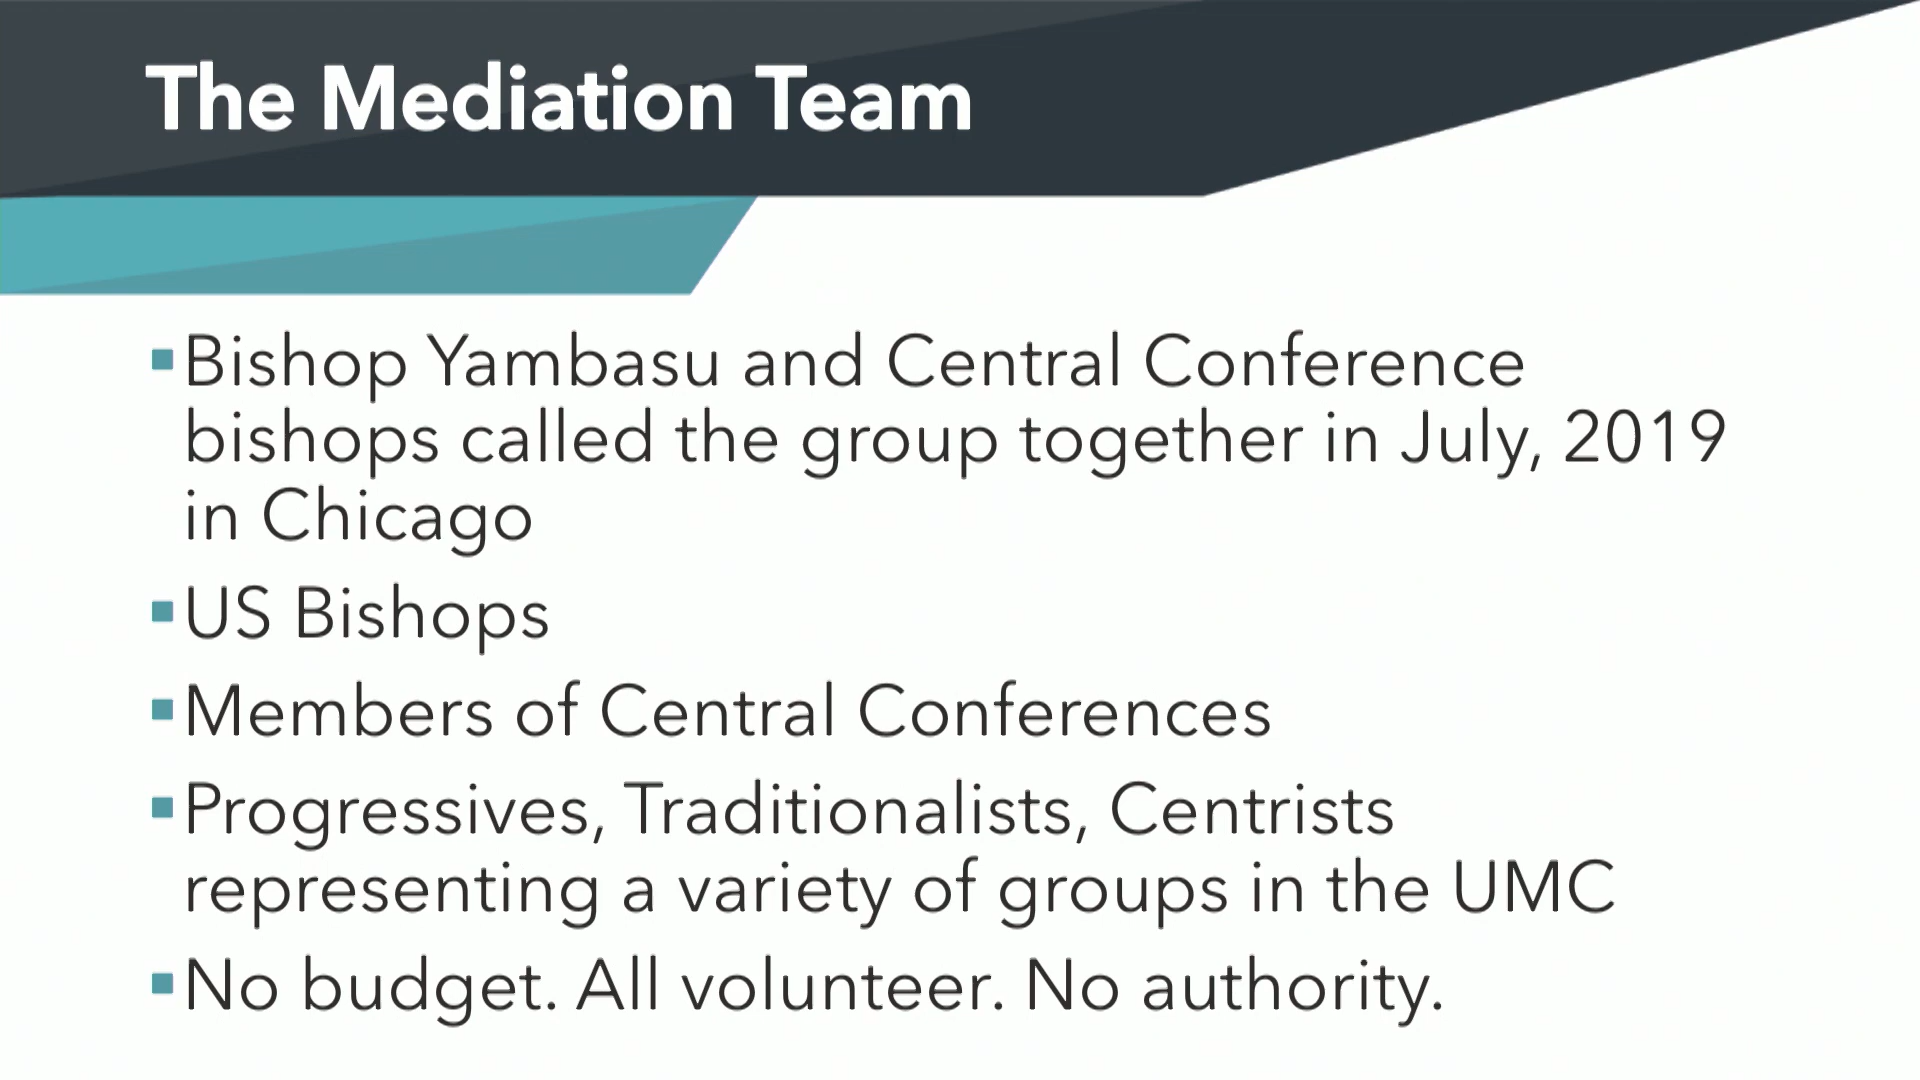 The Mediation Team
▪Bishop Yambasu and Central Conference
bishops called the group together in July, 2019
in Chicago
▪US Bishops
▪Members of Central Conferences
▪Progressives, Traditionalists, Centrists
representing a variety of groups in the UMC
▪No budget. All volunteer. No authority.